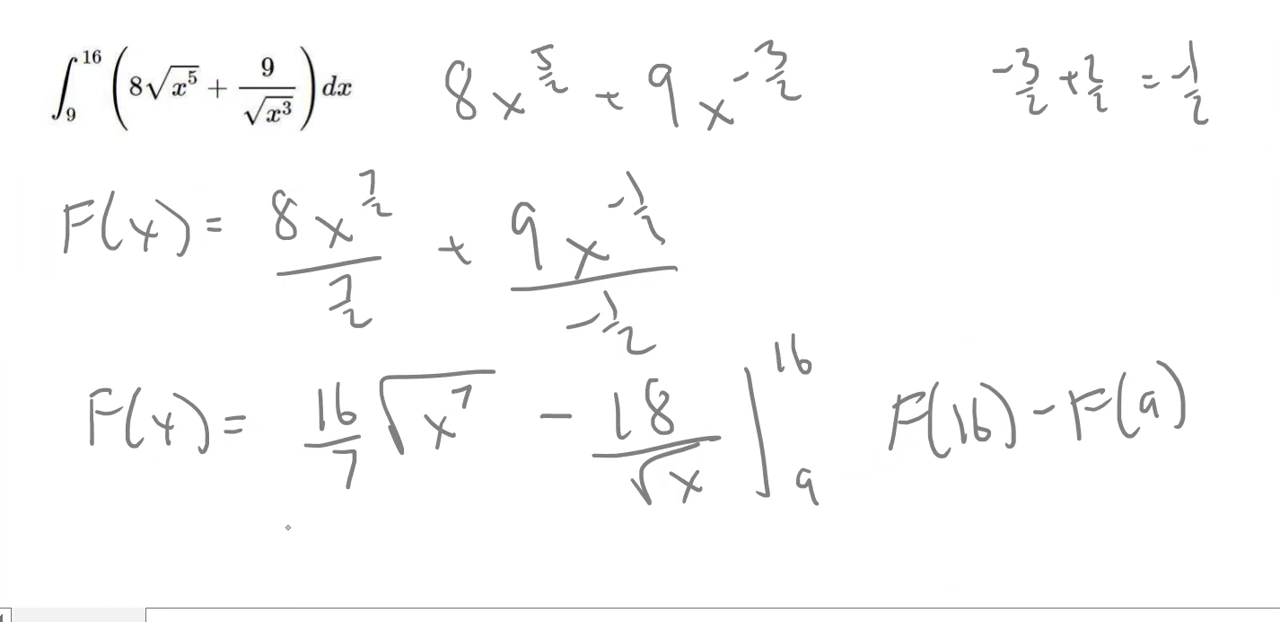 ∫_9^16 (8√(x^5) + 9/√(x^3)) dx 8x^(5/2) + 9x^(-3/2) -3/2 + 2/2 = -1/2
F(x) = 8x^(7/2)/(7/2) + 9x^(-1/2)/(-1/2)
F(x) = 16/7 √(x^7) - 18/√x ]_9^16 F(16) - F(9)